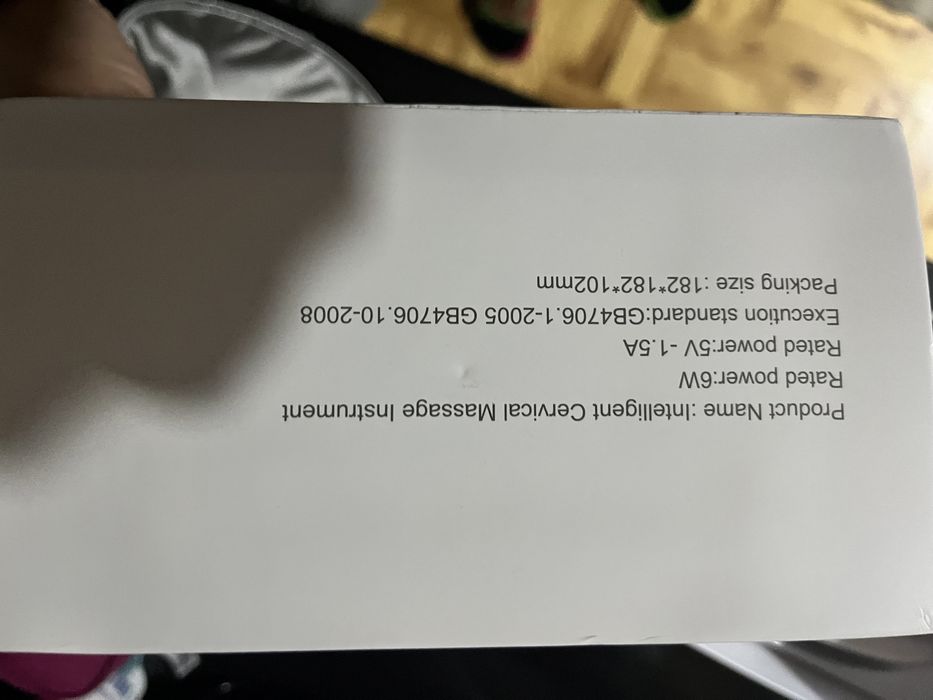 Product Name :Intelligent Cervical Massage Instrument
Rated power:6W
Rated power:5V -1.5A
Execution standard:GB4706.1-2005 GB4706.10-2008
Packing size :182*182*102mm